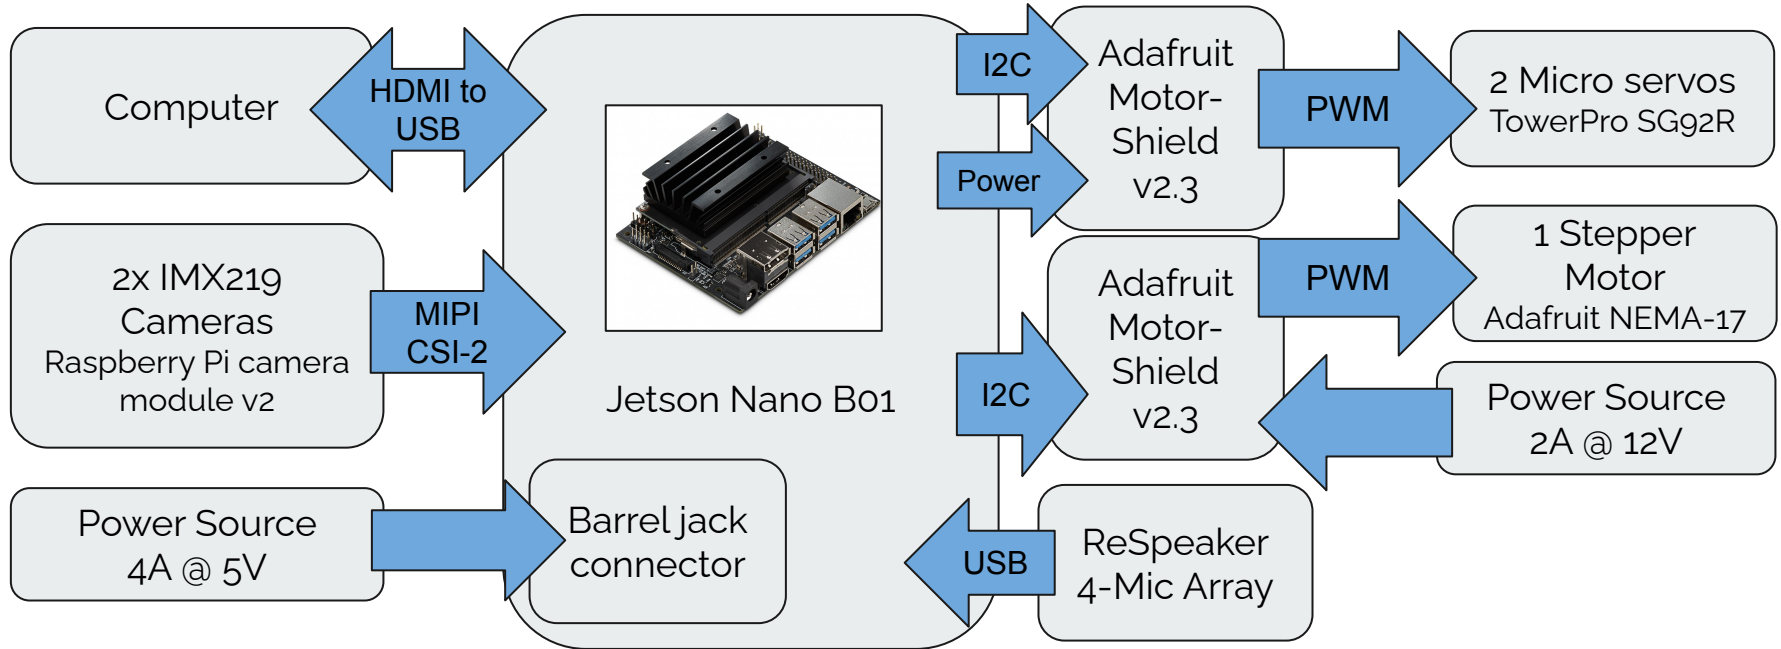 Computer
HDMI to
USB
2x IMX219
Cameras
Raspberry Pi camera
module v2
MIPI
CSI-2
Power Source
4A @ 5V
Barrel jack
connector
Jetson Nano B01
I2C
Power
Adafruit
Motor-
Shield
v2.3
PWM
2 Micro servos
TowerPro SG92R
I2C
Adafruit
Motor-
Shield
v2.3
PWM
1 Stepper
Motor
Adafruit NEMA-17
Power Source
2A @ 12V
USB
ReSpeaker
4-Mic Array